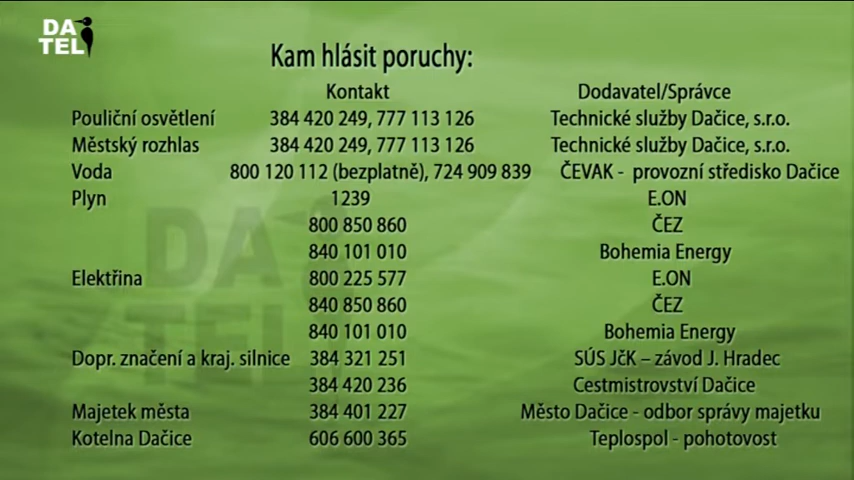 DA
TEL
Kam hlásit poruchy:
Kontakt Dodavatel/Správce
Pouliční osvětlení 384 420 249, 777 113 126 Technické služby Dačice, s.r.o.
Městský rozhlas 384 420 249, 777 113 126 Technické služby Dačice, s.r.o.
Voda 800 120 112 (bezplatně), 724 909 839 ČEVAK - provozní středisko Dačice
Plyn 1239 E.ON
800 850 860 ČEZ
840 101 010 Bohemia Energy
Elektřina 800 225 577 E.ON
840 850 860 ČEZ
840 101 010 Bohemia Energy
Dopr. značení a kraj. silnice 384 321 251 SÚS JčK – závod J. Hradec
384 420 236 Cestmistrovství Dačice
Majetek města 384 401 227 Město Dačice - odbor správy majetku
Kotelna Dačice 606 600 365 Teplospol - pohotovost
DA
TEL